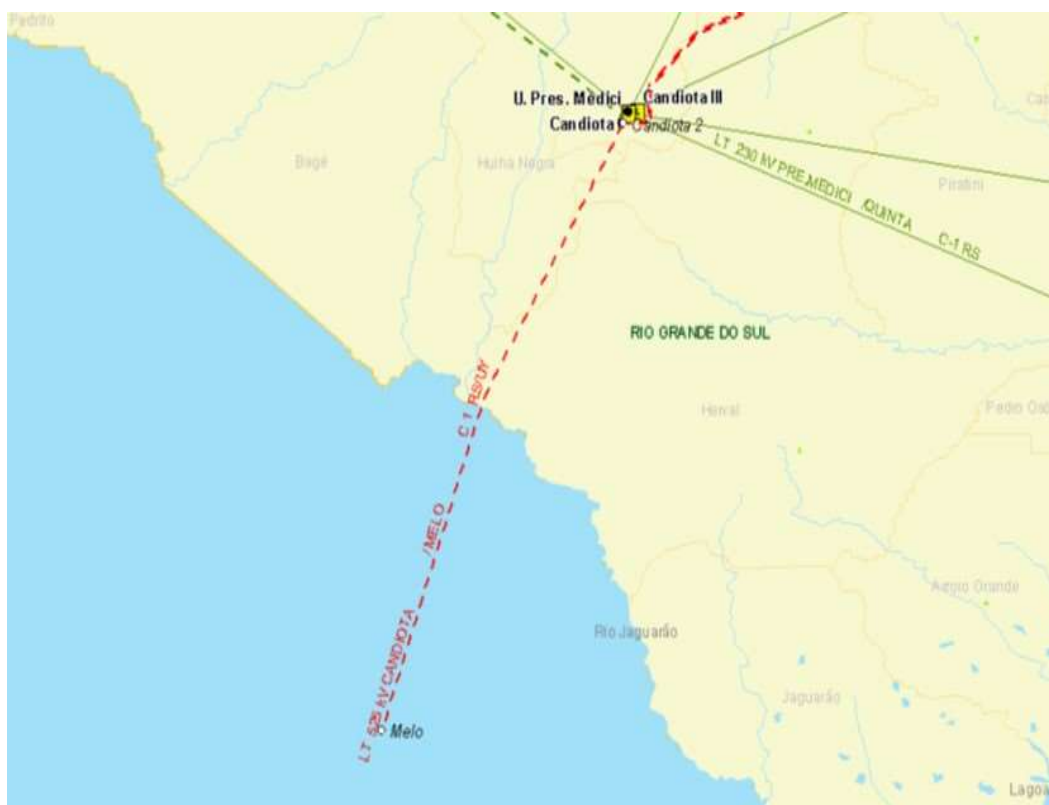 Pedrito
U. Pres. Mèdici
Candiota III
Candiota
Candiota 2
Bagé
Hulha Negra
LT 230 kV PRE.MEDICI /QUINTA C-1 RS
Piratini
RIO GRANDE DO SUL
C 1 RS/UY
Herval
Pedro
/MELO
Arroio Grande
Rio Jaguarão
LT 525 kV CANDIOTA
Jaguarão
Melo
Lagoa